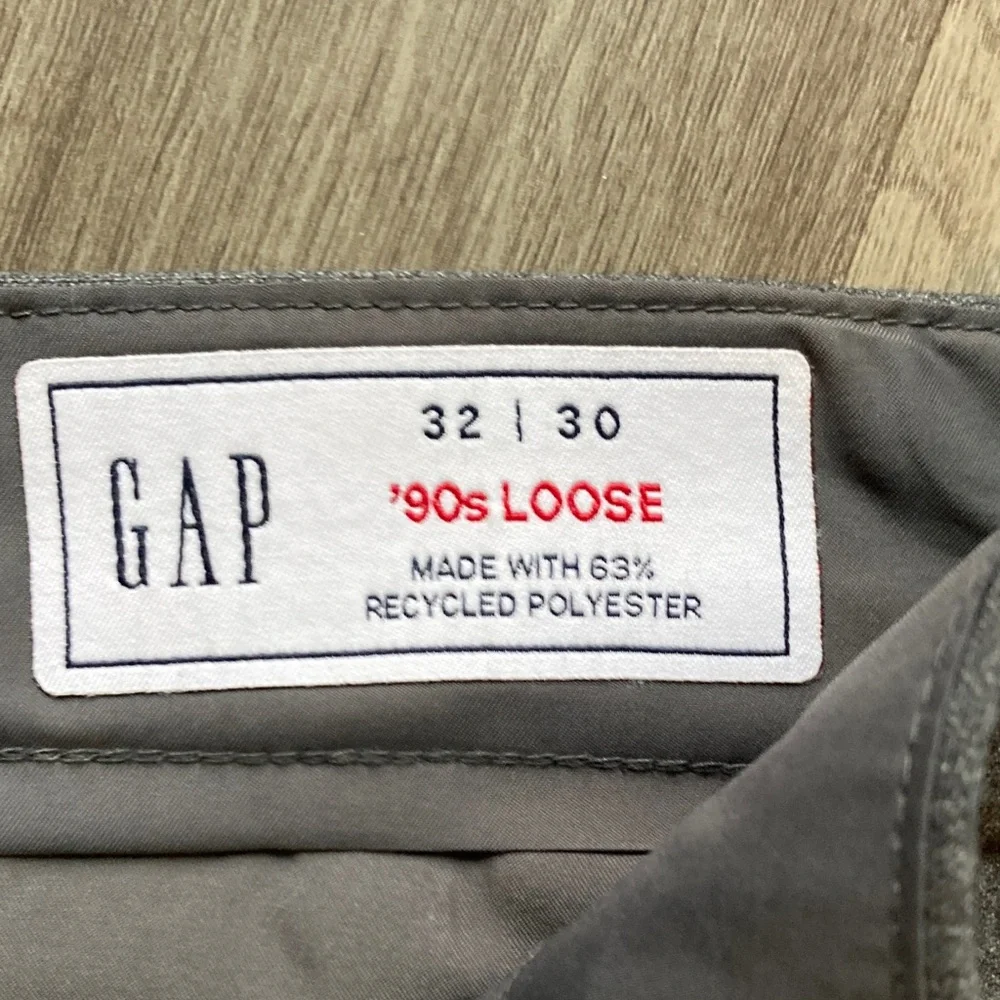 GAP
32 | 30
'90s LOOSE
MADE WITH 63%
RECYCLED POLYESTER